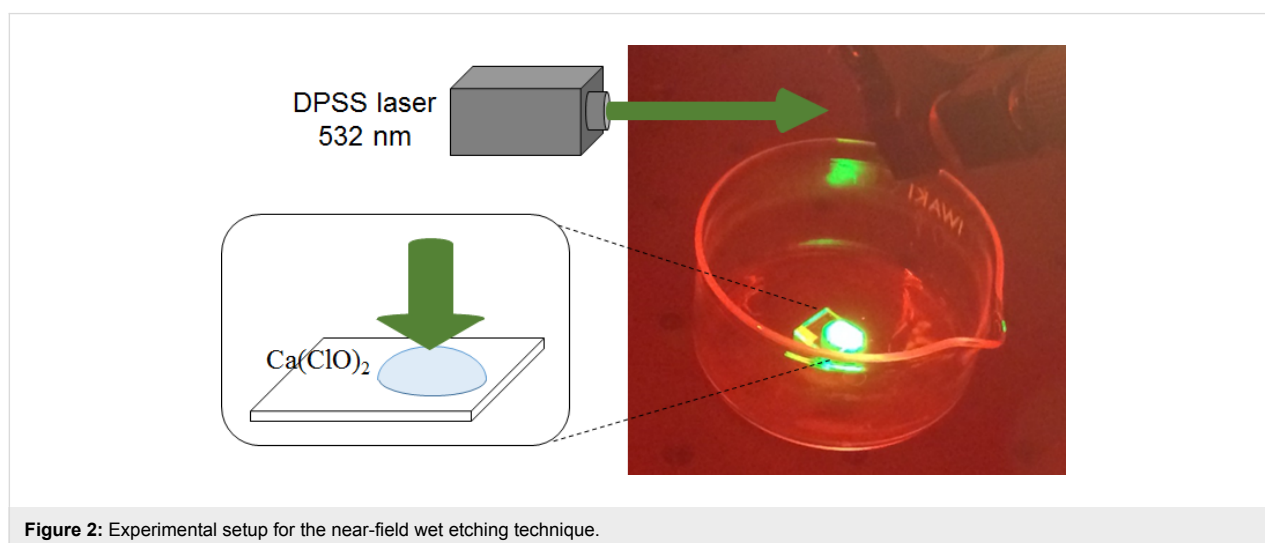 DPSS laser
532 nm
IWAKI
Ca(ClO)₂
Figure 2: Experimental setup for the near-field wet etching technique.